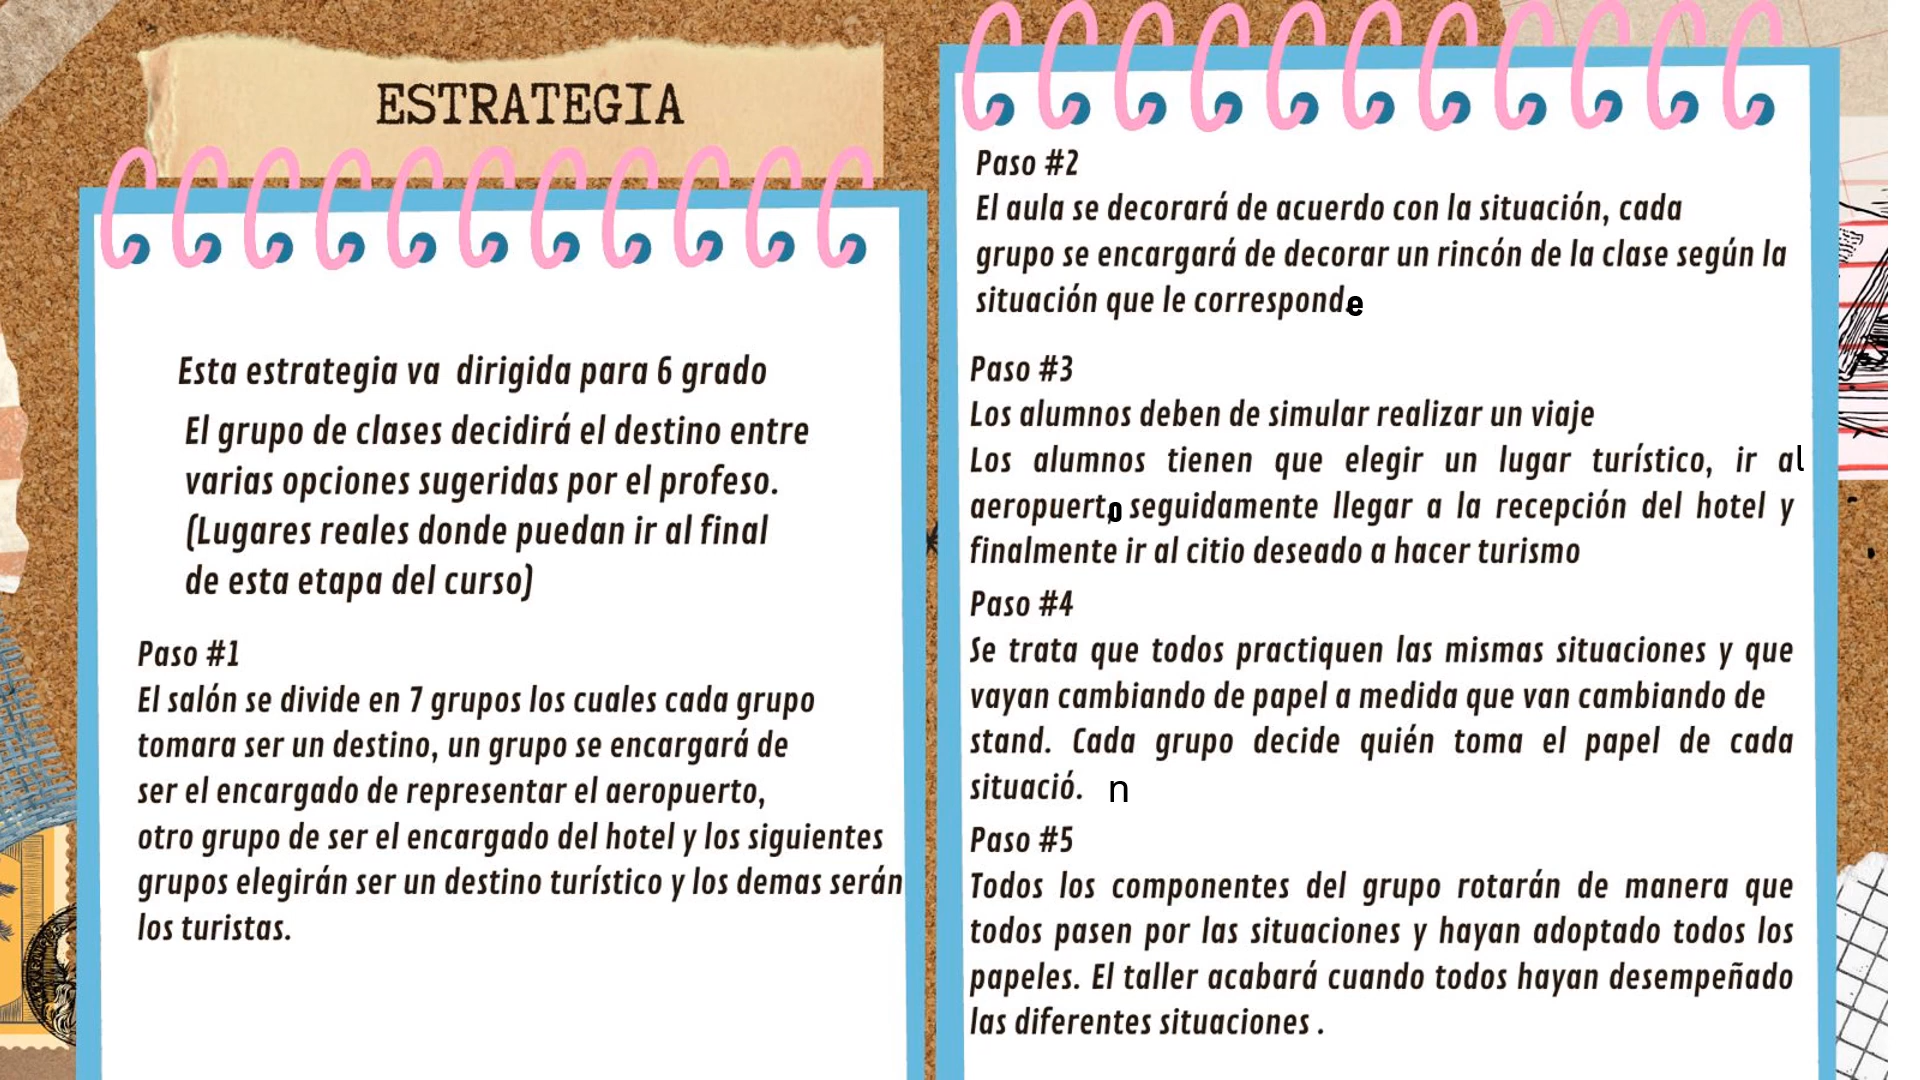 ESTRATEGIA
Esta estrategia va dirigida para 6 grado
El grupo de clases decidirá el destino entre
varias opciones sugeridas por el profeso.
(Lugares reales donde puedan ir al final
de esta etapa del curso)
Paso #1
El salón se divide en 7 grupos los cuales cada grupo
tomara ser un destino, un grupo se encargará de
ser el encargado de representar el aeropuerto,
otro grupo de ser el encargado del hotel y los siguientes
grupos elegirán ser un destino turístico y los demas serán
los turistas.
Paso #2
El aula se decorará de acuerdo con la situación, cada
grupo se encargará de decorar un rincón de la clase según la
situación que le corresponde
Paso #3
Los alumnos deben de simular realizar un viaje
Los alumnos tienen que elegir un lugar turístico, ir al
aeropuerto, seguidamente llegar a la recepción del hotel y
finalmente ir al citio deseado a hacer turismo
Paso #4
Se trata que todos practiquen las mismas situaciones y que
vayan cambiando de papel a medida que van cambiando de
stand. Cada grupo decide quién toma el papel de cada
situació. n
Paso #5
Todos los componentes del grupo rotarán de manera que
todos pasen por las situaciones y hayan adoptado todos los
papeles. El taller acabará cuando todos hayan desempeñado
las diferentes situaciones .